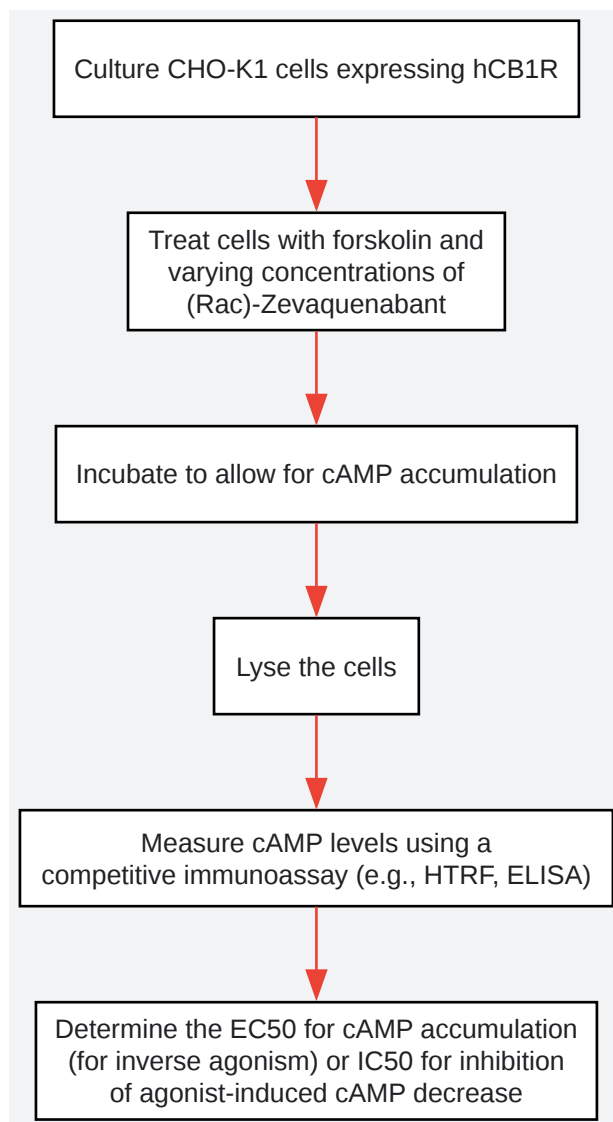 Culture CHO-K1 cells expressing hCB1R
Treat cells with forskolin and
varying concentrations of
(Rac)-Zevaquenabant
Incubate to allow for cAMP accumulation
Lyse the cells
Measure cAMP levels using a
competitive immunoassay (e.g., HTRF, ELISA)
Determine the EC50 for cAMP accumulation
(for inverse agonism) or IC50 for inhibition
of agonist-induced cAMP decrease